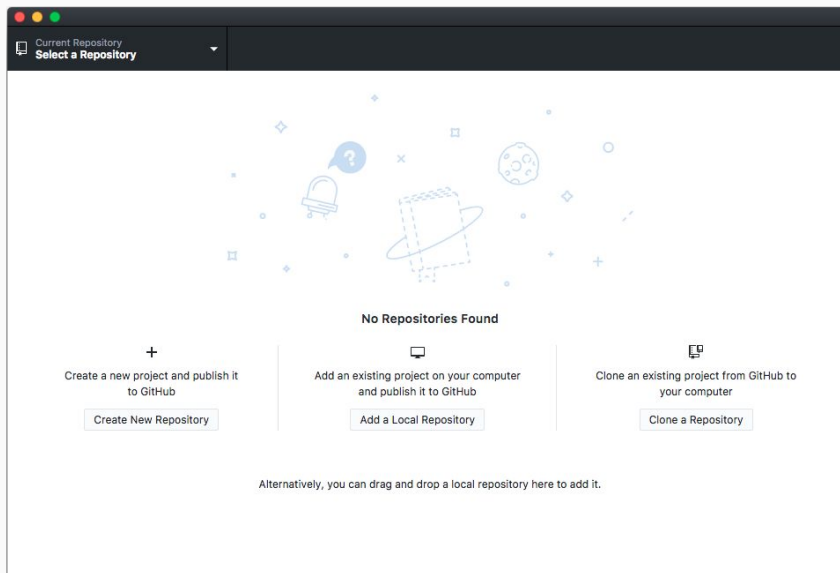 Current Repository
Select a Repository
?
No Repositories Found
Create a new project and publish it
to GitHub
Create New Repository
Add an existing project on your computer
and publish it to GitHub
Add a Local Repository
Clone an existing project from GitHub to
your computer
Clone a Repository
Alternatively, you can drag and drop a local repository here to add it.